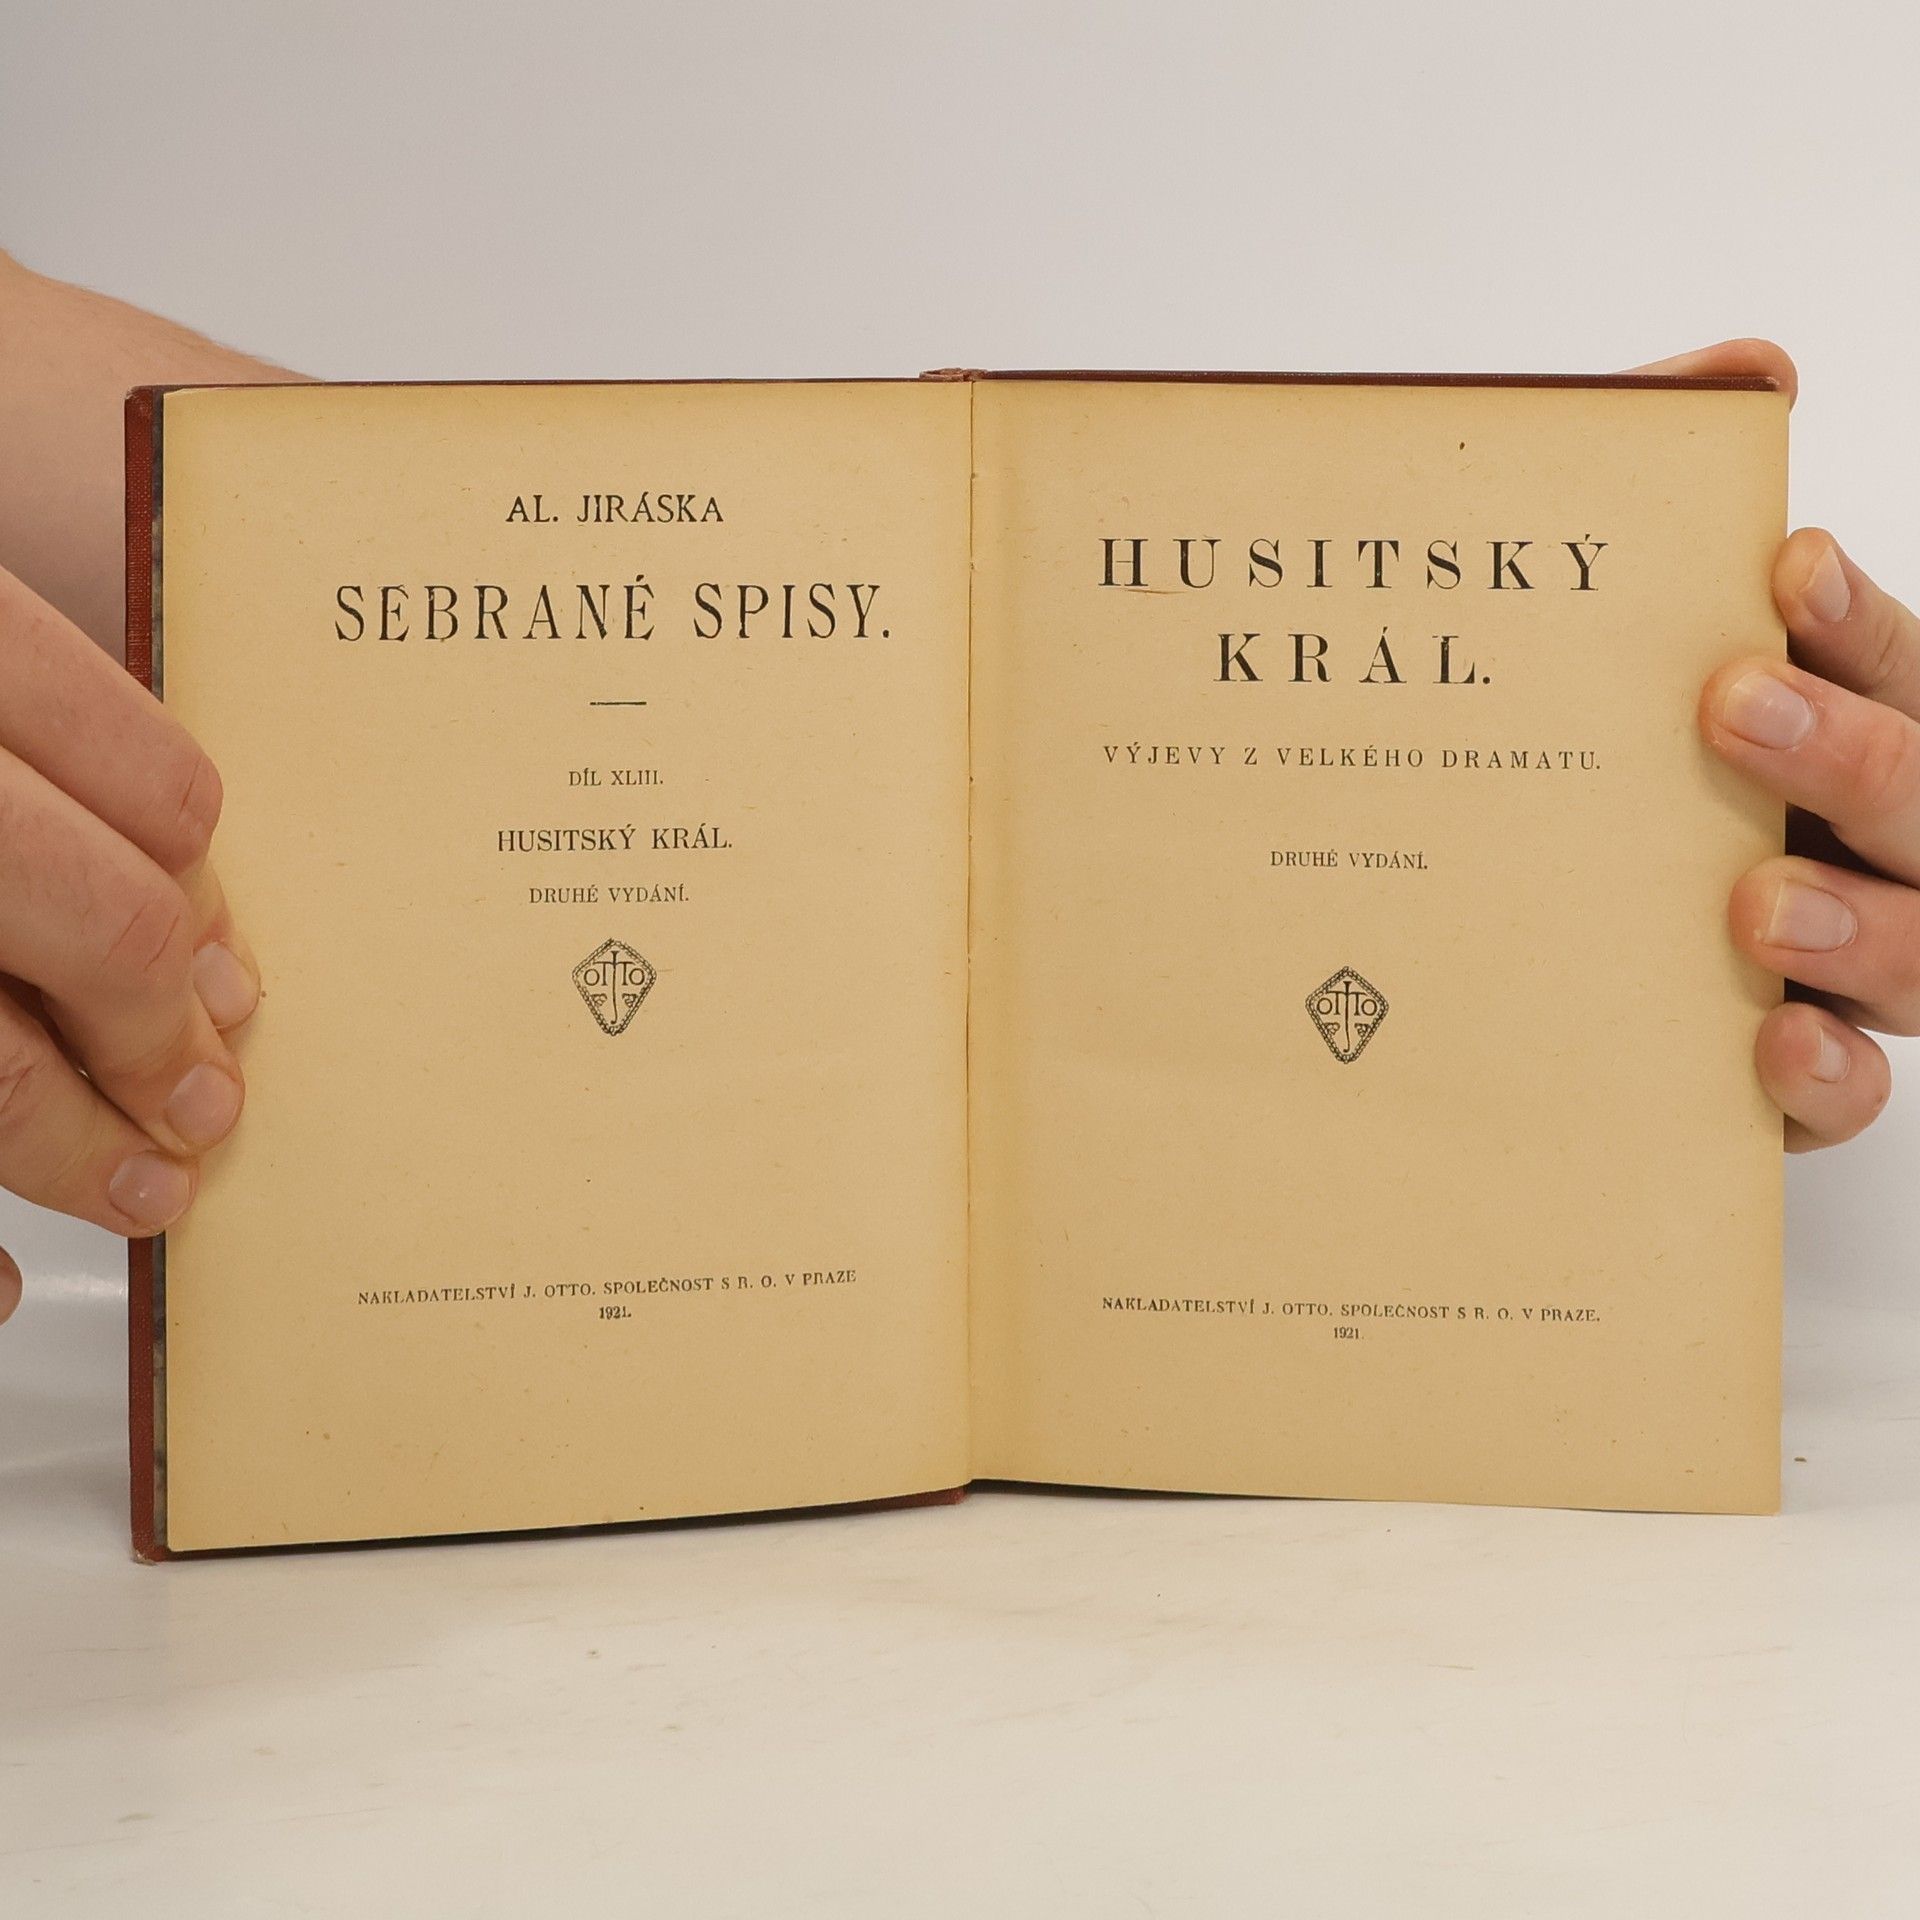 AL. JIRÁSKA
SEBRANÉ SPISY.
DÍL XLIII.
HUSITSKÝ KRÁL.
DRUHÉ VYDÁNÍ.
OTTO
NAKLADATELSTVÍ J. OTTO. SPOLEČNOST S R. O. V PRAZE
1921.
HUSITSKÝ
KRÁL.
VÝJEVY Z VELKÉHO DRAMATU.
DRUHÉ VYDÁNÍ.
OTTO
NAKLADATELSTVÍ J. OTTO. SPOLEČNOST S R. O. V PRAZE.
1921.